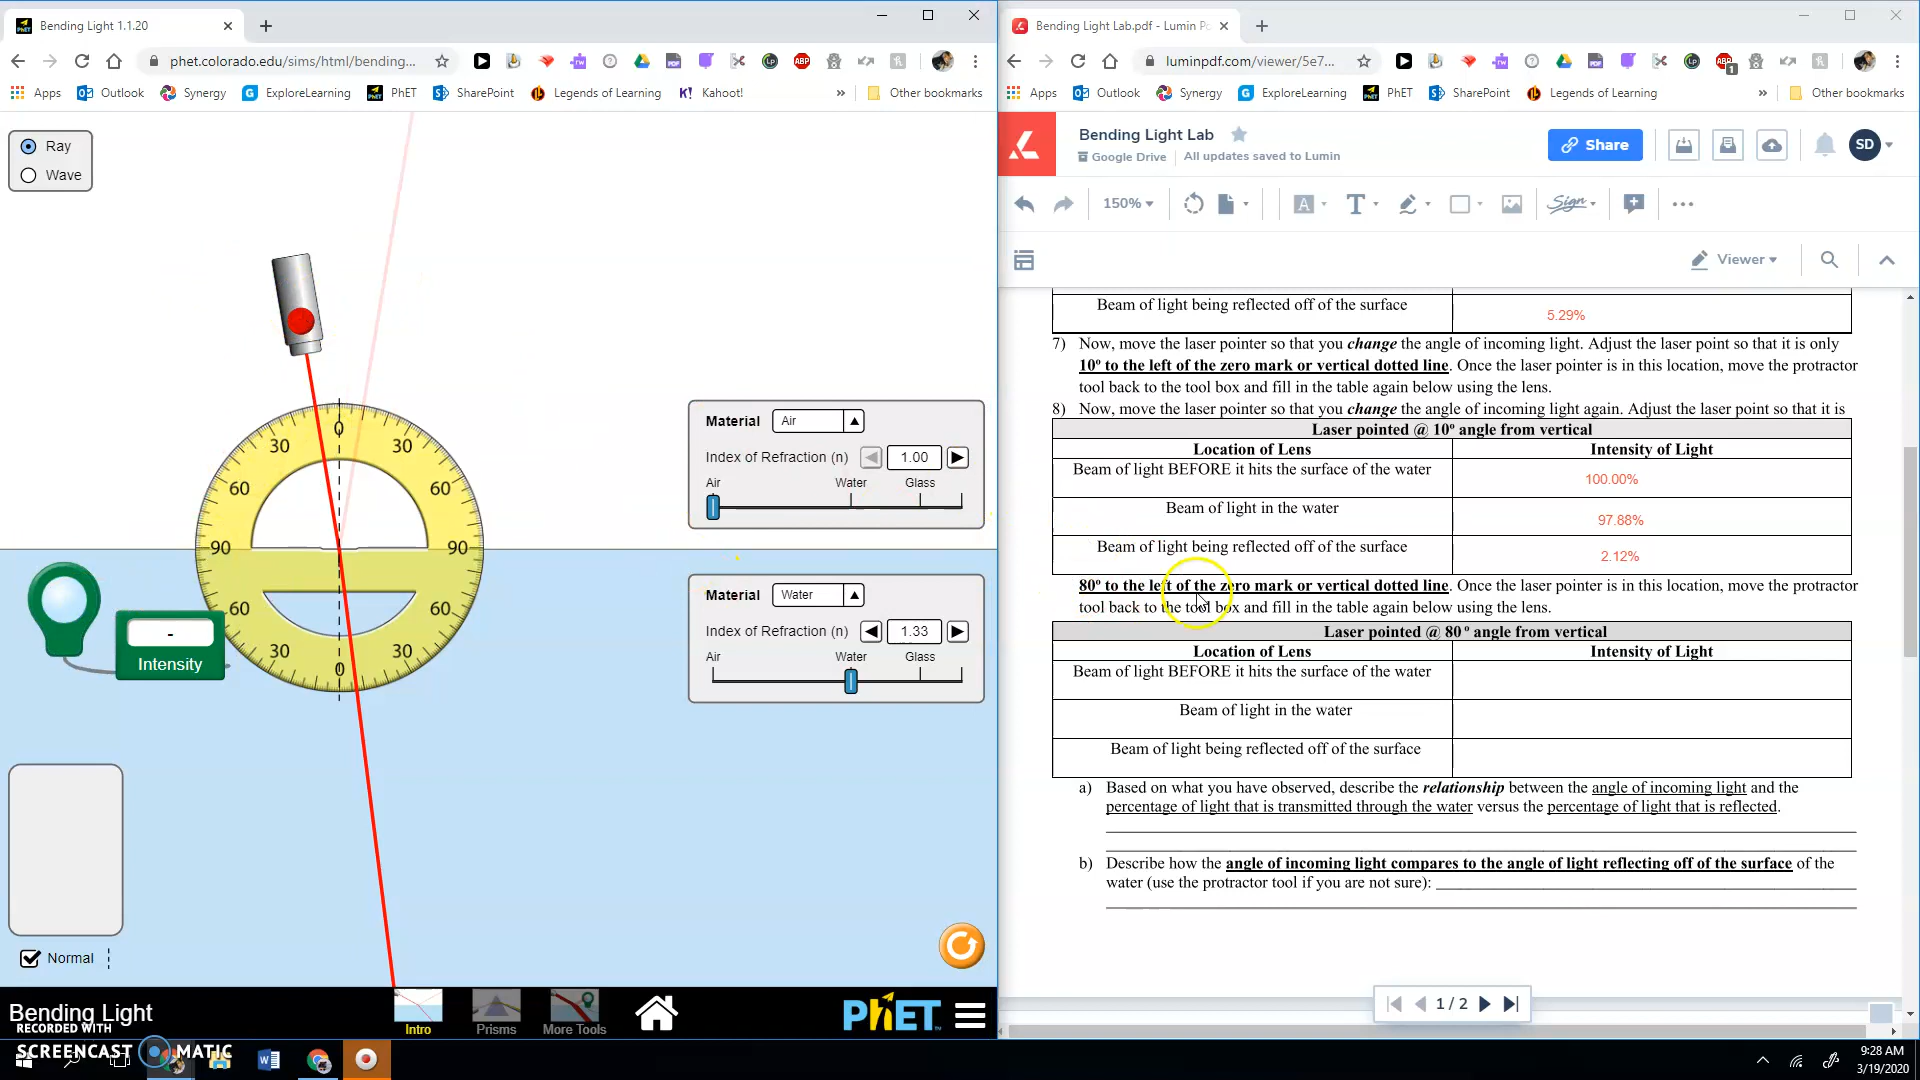 Bending Light 1.1.20
phet.colorado.edu/sims/html/bending...
Apps Outlook Synergy ExploreLearning PhET SharePoint Legends of Learning K! Kahoot! » Other bookmarks
Ray
Wave
0
30 30
60 60
90 90
60 60
30 30
0
-
Intensity
Material Air
Index of Refraction (n) 1.00
Air Water Glass
Material Water
Index of Refraction (n) 1.33
Air Water Glass
Normal
Bending Light
Intro
Prisms
More Tools
PhET
RECORDED WITH
SCREENCAST MATIC
Bending Light Lab.pdf - Lumin P
luminpdf.com/viewer/5e7...
Apps Outlook Synergy ExploreLearning PhET SharePoint Legends of Learning » Other bookmarks
Bending Light Lab
Google Drive All updates saved to Lumin
Share
SD
150% A T Sign
Viewer
Beam of light being reflected off of the surface 5.29%
7) Now, move the laser pointer so that you change the angle of incoming light. Adjust the laser point so that it is only
10º to the left of the zero mark or vertical dotted line. Once the laser pointer is in this location, move the protractor
tool back to the tool box and fill in the table again below using the lens.
8) Now, move the laser pointer so that you change the angle of incoming light again. Adjust the laser point so that it is
Laser pointed @ 10º angle from vertical
Location of Lens Intensity of Light
Beam of light BEFORE it hits the surface of the water 100.00%
Beam of light in the water 97.88%
Beam of light being reflected off of the surface 2.12%
80º to the left of the zero mark or vertical dotted line. Once the laser pointer is in this location, move the protractor
tool back to the tool box and fill in the table again below using the lens.
Laser pointed @ 80º angle from vertical
Location of Lens Intensity of Light
Beam of light BEFORE it hits the surface of the water
Beam of light in the water
Beam of light being reflected off of the surface
a) Based on what you have observed, describe the relationship between the angle of incoming light and the
percentage of light that is transmitted through the water versus the percentage of light that is reflected.
b) Describe how the angle of incoming light compares to the angle of light reflecting off of the surface of the
water (use the protractor tool if you are not sure):
1 / 2
9:28 AM
3/19/2020